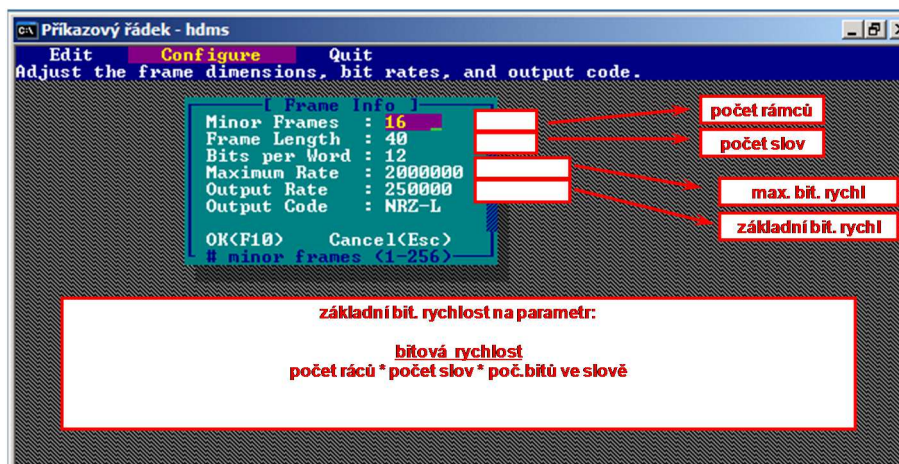 Příkazový řádek - hdms
Edit Configure Quit
Adjust the frame dimensions, bit rates, and output code.
[ Frame Info ]
Minor Frames : 16
Frame Length : 40
Bits per Word : 12
Maximum Rate : 2000000
Output Rate : 250000
Output Code : NRZ-L
OK<F10> Cancel<Esc>
# minor frames (1-256)
počet rámců
počet slov
max. bit. rychl
základní bit. rychl
základní bit. rychlost na parametr:
bitová rychlost
počet ráců * počet slov * poč.bitů ve slově